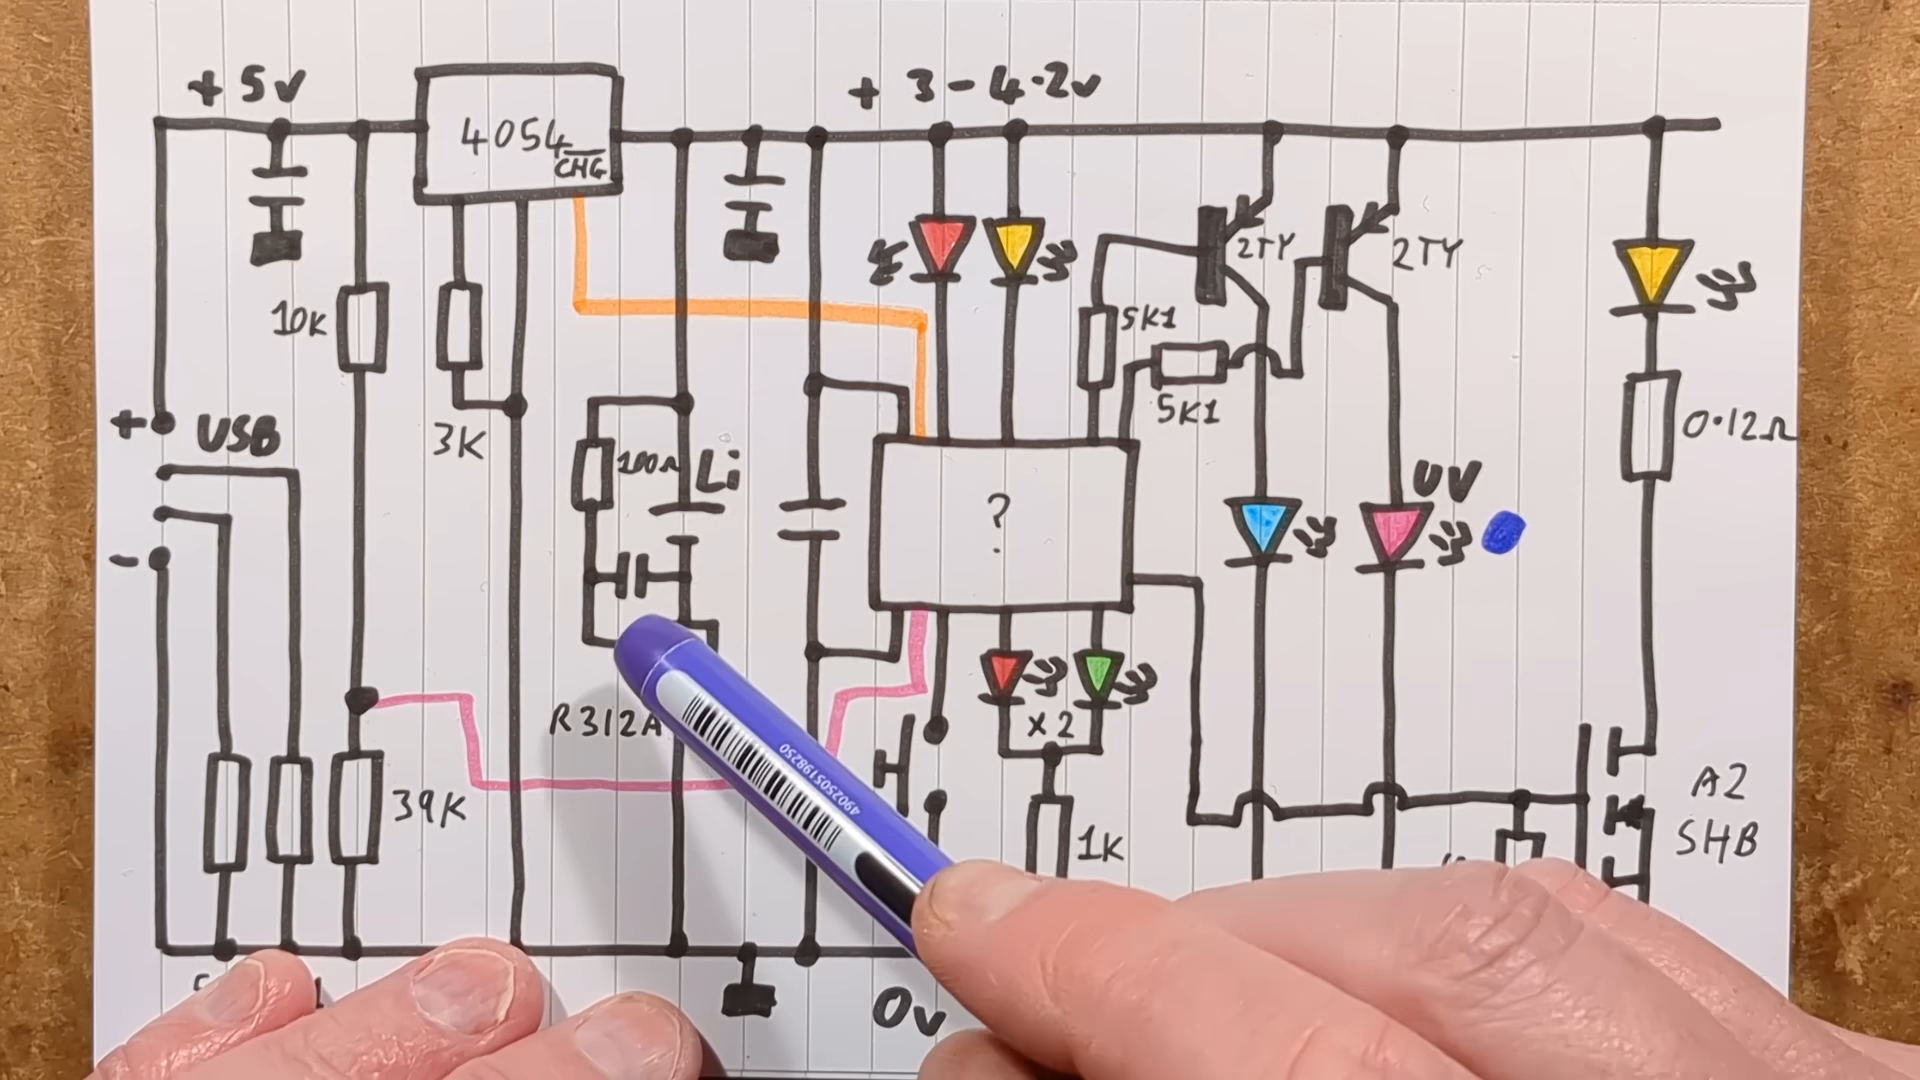 + 5v
+ 3 - 4.2v
4054
CHG
2TY
2TY
10K
5K1
5K1
3K
0.12Ω
+
USB
-
100Ω
Li
?
UV
R312A
x 2
39K
1K
A2
SHB
4902505198250
0v